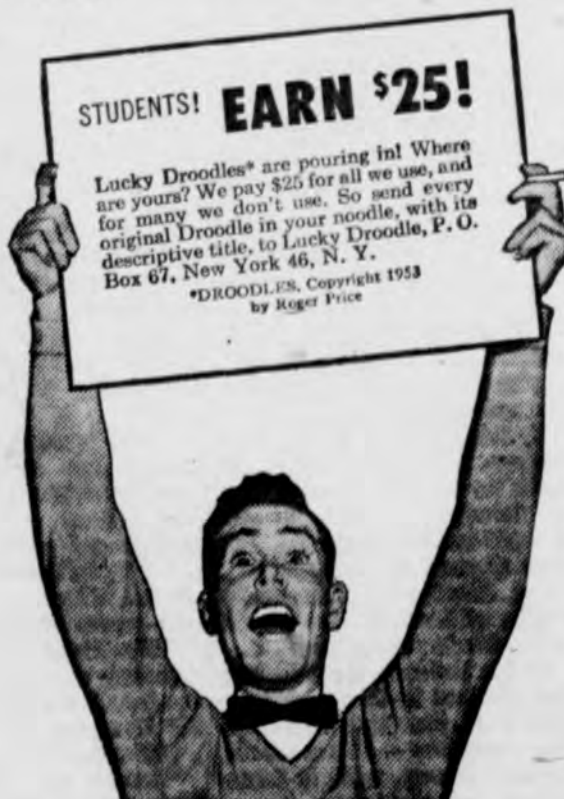 STUDENTS! EARN $25!
Lucky Droodles* are pouring in! Where
are yours? We pay $25 for all we use, and
for many we don't use. So send every
original Droodle in your noodle, with its
descriptive title, to Lucky Droodle, P. O.
Box 67, New York 46, N. Y.
*DROODLES, Copyright 1953
by Roger Price